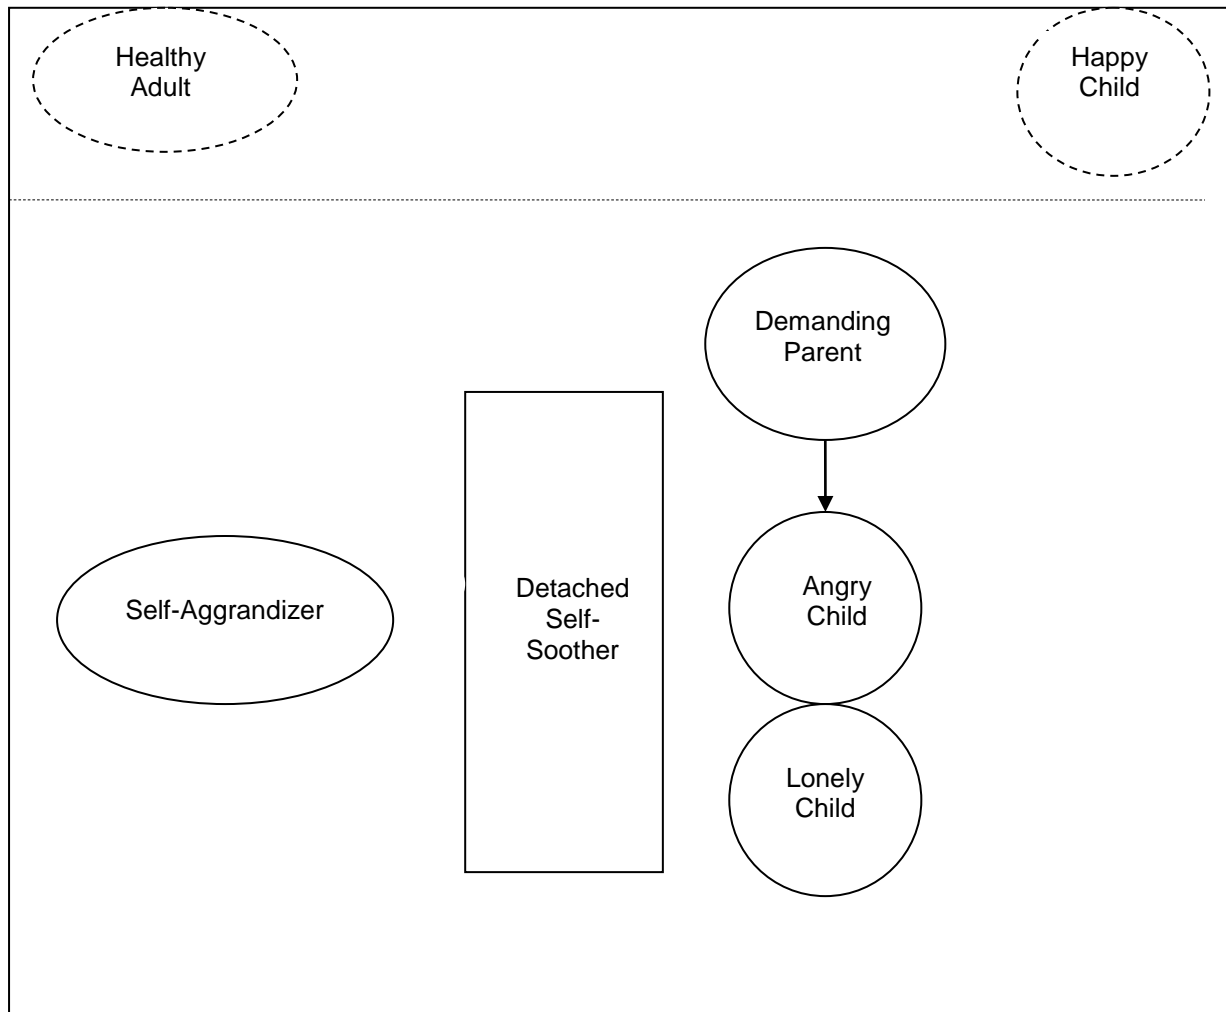 Healthy
Adult
Happy
Child
Demanding
Parent
Self-Aggrandizer
Detached
Self-
Soother
Angry
Child
Lonely
Child